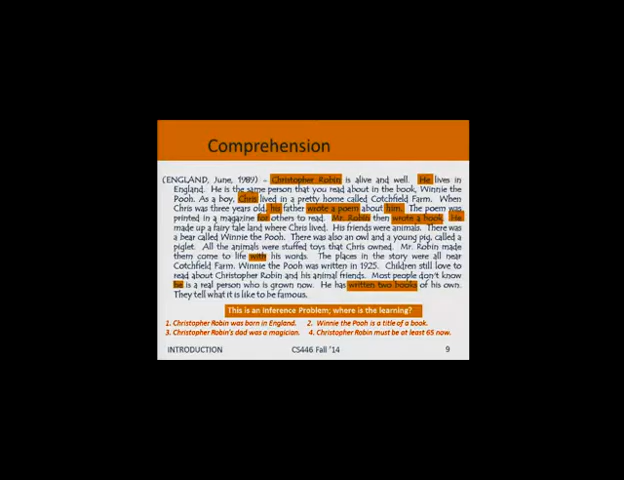 Comprehension
(ENGLAND, June, 1989) - Christopher Robin is alive and well. He lives in
England. He is the same person that you read about in the book, Winnie the
Pooh. As a boy, Chris lived in a pretty home called Cotchfield Farm. When
Chris was three years old, his father wrote a poem about him. The poem was
printed in a magazine for others to read. Mr. Robin then wrote a book. He
made up a fairy tale land where Chris lived. His friends were animals. There was
a bear called Winnie the Pooh. There was also an owl and a young pig, called a
piglet. All the animals were stuffed toys that Chris owned. Mr. Robin made
them come to life with his words. The places in the story were all near
Cotchfield Farm. Winnie the Pooh was written in 1925. Children still love to
read about Christopher Robin and his animal friends. Most people don't know
he is a real person who is grown now. He has written two books of his own.
They tell what it is like to be famous.
This is an Inference Problem; where is the learning?
1. Christopher Robin was born in England. 2. Winnie the Pooh is a title of a book.
3. Christopher Robin's dad was a magician. 4. Christopher Robin must be at least 65 now.
INTRODUCTION CS446 Fall '14 9